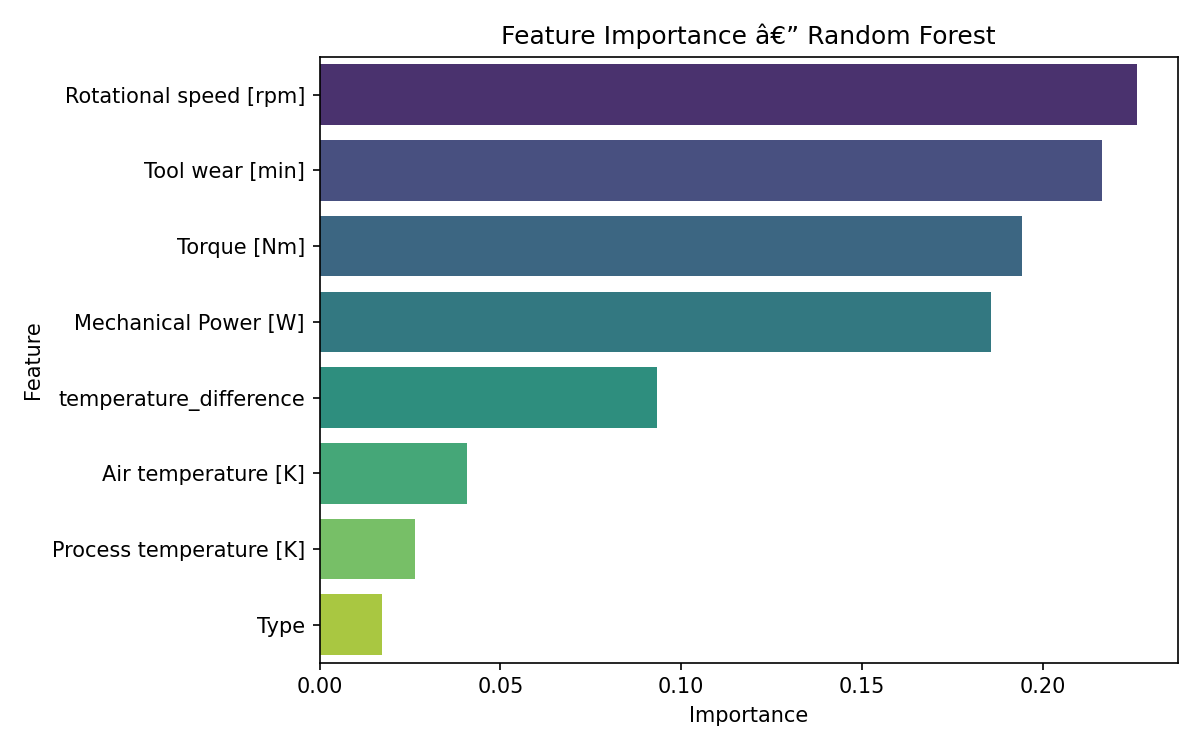 Feature Importance â€” Random Forest
Rotational speed [rpm]
Tool wear [min]
Torque [Nm]
Mechanical Power [W]
temperature_difference
Air temperature [K]
Process temperature [K]
Type
Feature
0.00 0.05 0.10 0.15 0.20
Importance